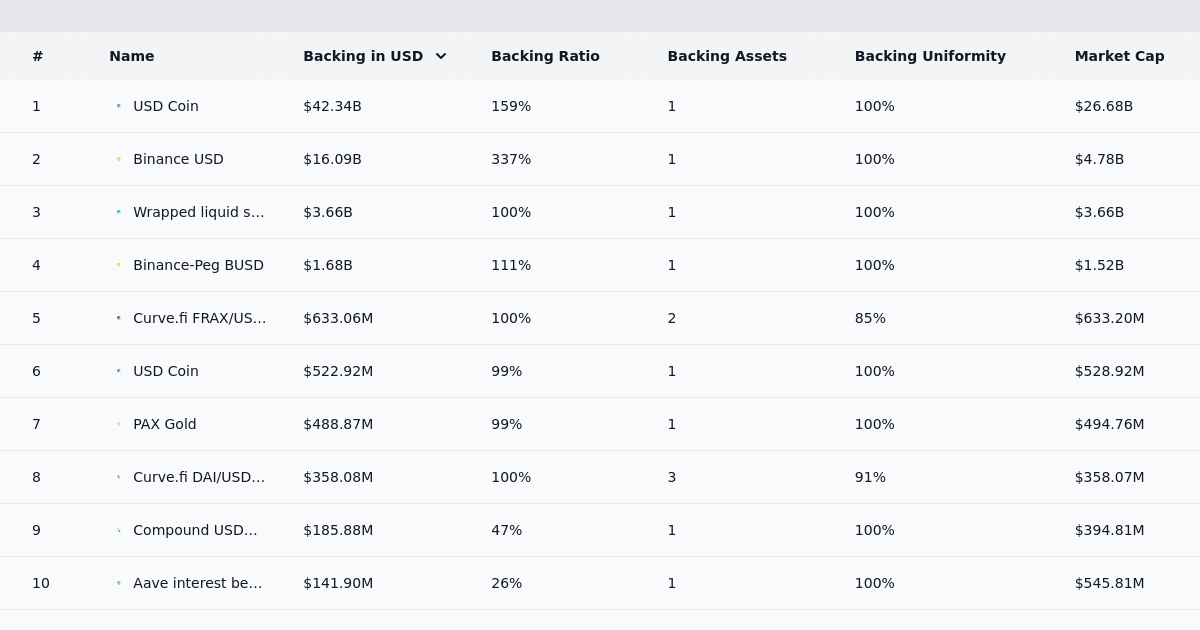 # Name Backing in USD Backing Ratio Backing Assets Backing Uniformity Market Cap
1 USD Coin $42.34B 159% 1 100% $26.68B
2 Binance USD $16.09B 337% 1 100% $4.78B
3 Wrapped liquid s... $3.66B 100% 1 100% $3.66B
4 Binance-Peg BUSD $1.68B 111% 1 100% $1.52B
5 Curve.fi FRAX/US... $633.06M 100% 2 85% $633.20M
6 USD Coin $522.92M 99% 1 100% $528.92M
7 PAX Gold $488.87M 99% 1 100% $494.76M
8 Curve.fi DAI/USD... $358.08M 100% 3 91% $358.07M
9 Compound USD... $185.88M 47% 1 100% $394.81M
10 Aave interest be... $141.90M 26% 1 100% $545.81M